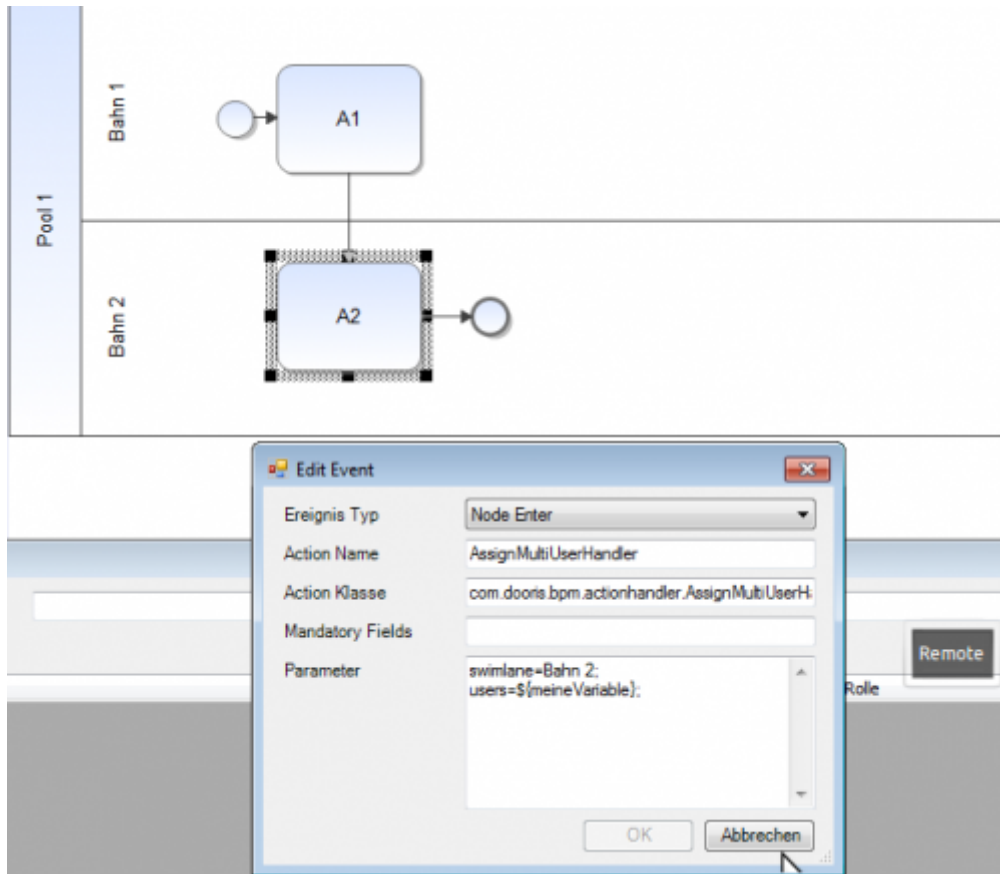 Pool 1
Bahn 1
A1
Bahn 2
A2
Edit Event
Ereignis Typ
Node Enter
Action Name
AssignMultiUserHandler
Action Klasse
com.dooris.bpm.actionhandler.AssignMultiUserH
Mandatory Fields
Parameter
swimlane=Bahn 2;
users=${meineVariable};
Remote
Rolle
OK
Abbrechen